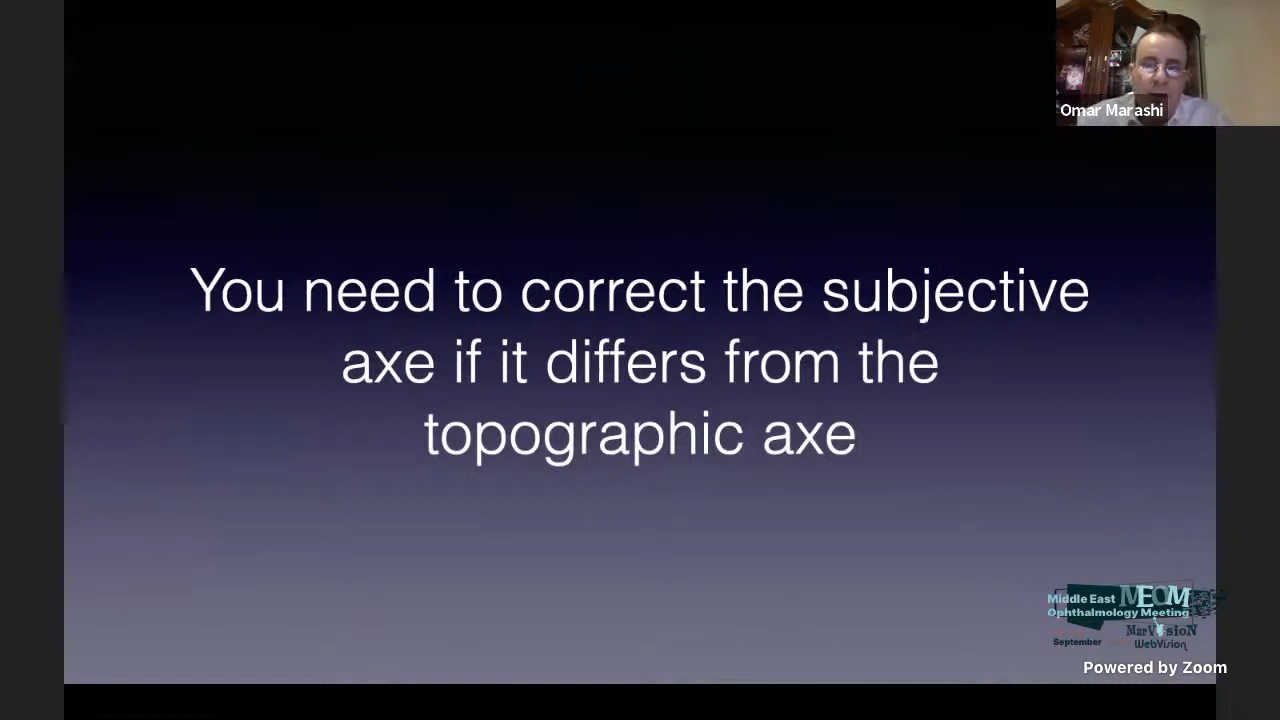 Omar Marashi
You need to correct the subjective
axe if it differs from the
topographic axe
Middle East MEOM
Ophthalmology Meeting
MarVision
September
WebVision
Powered by Zoom